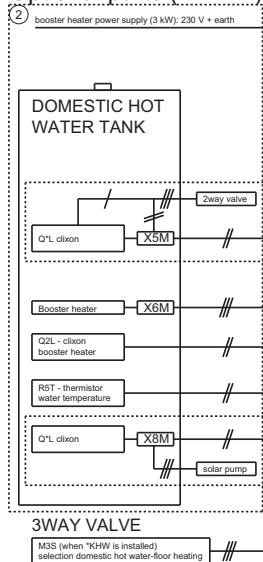 2
booster heater power supply (3 kW): 230 V + earth
DOMESTIC HOT
WATER TANK
2way valve
Q*L clixon
X5M
Booster heater
X6M
Q2L - clixon
booster heater
R5T - thermistor
water temperature
Q*L clixon
X8M
solar pump
3WAY VALVE
M3S (when *KHW is installed)
selection domestic hot water-floor heating